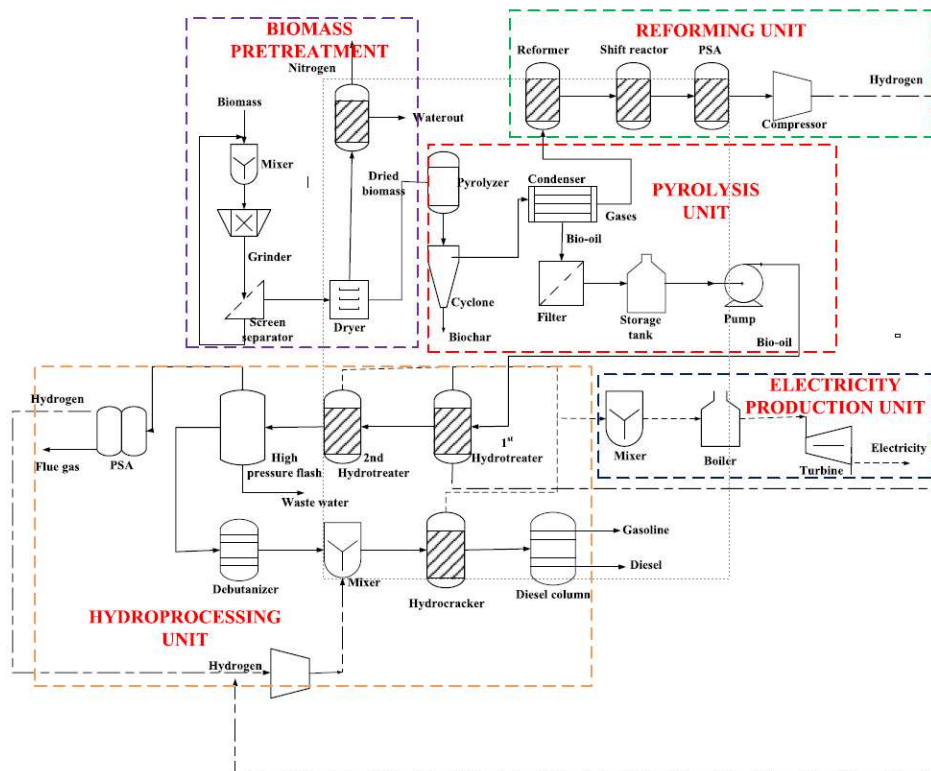 BIOMASS
PRETREATMENT
Nitrogen
Biomass
Waterout
Mixer
Dried
biomass
Grinder
Screen
separator
Dryer
REFORMING UNIT
Reformer
Shift reactor
PSA
Hydrogen
Compressor
PYROLYSIS
UNIT
Pyrolyzer
Condenser
Gases
Bio-oil
Cyclone
Filter
Storage
tank
Pump
Biochar
Bio-oil
ELECTRICITY
PRODUCTION UNIT
Mixer
Boiler
Turbine
Electricity
Hydrogen
Flue gas
PSA
High
pressure flash
2nd
Hydrotreater
1st
Hydrotreater
Waste water
Debutanizer
Mixer
Hydrocracker
Diesel column
Gasoline
Diesel
HYDROPROCESSING
UNIT
Hydrogen